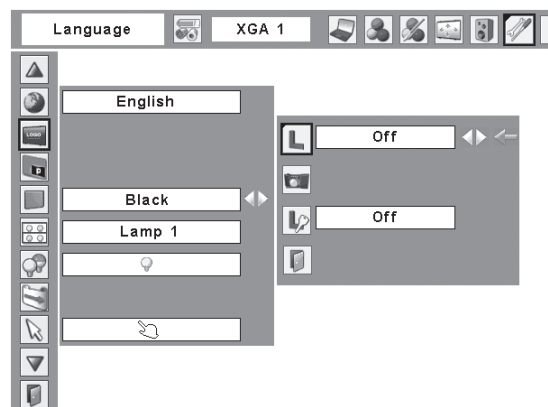 Language
XGA 1
English
LOGO
P
Black
Lamp 1
L
Off
L
Off